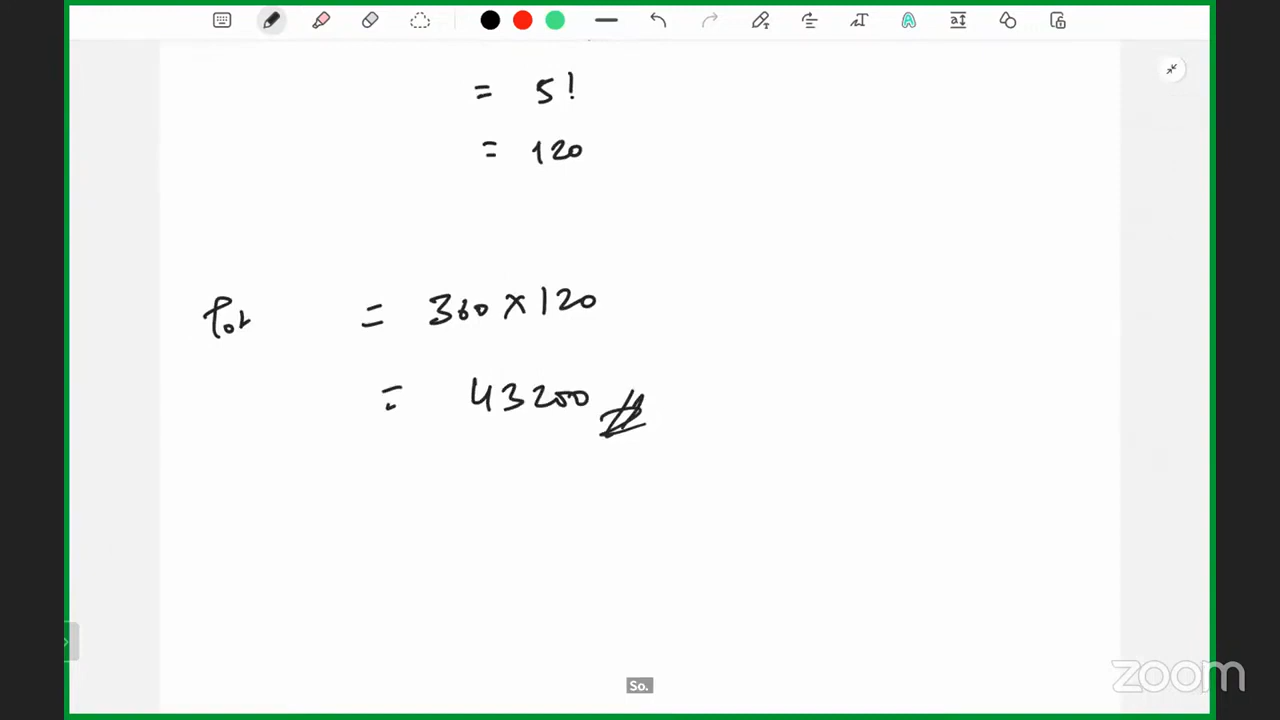 = 5!
= 120
Tot = 360 × 120
= 43200
So.
zoom